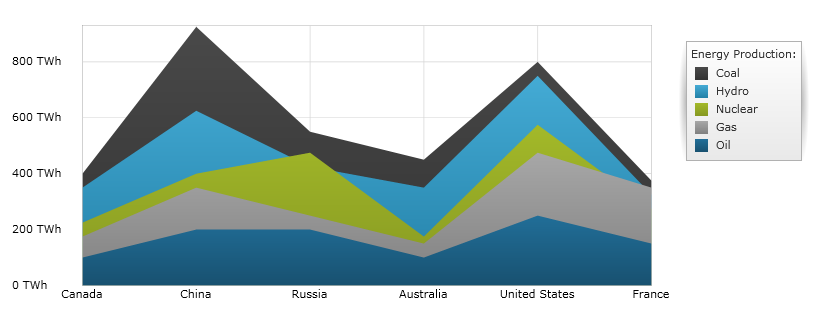 800 TWh
600 TWh
400 TWh
200 TWh
0 TWh
Canada
China
Russia
Australia
United States
France
Energy Production:
Coal
Hydro
Nuclear
Gas
Oil